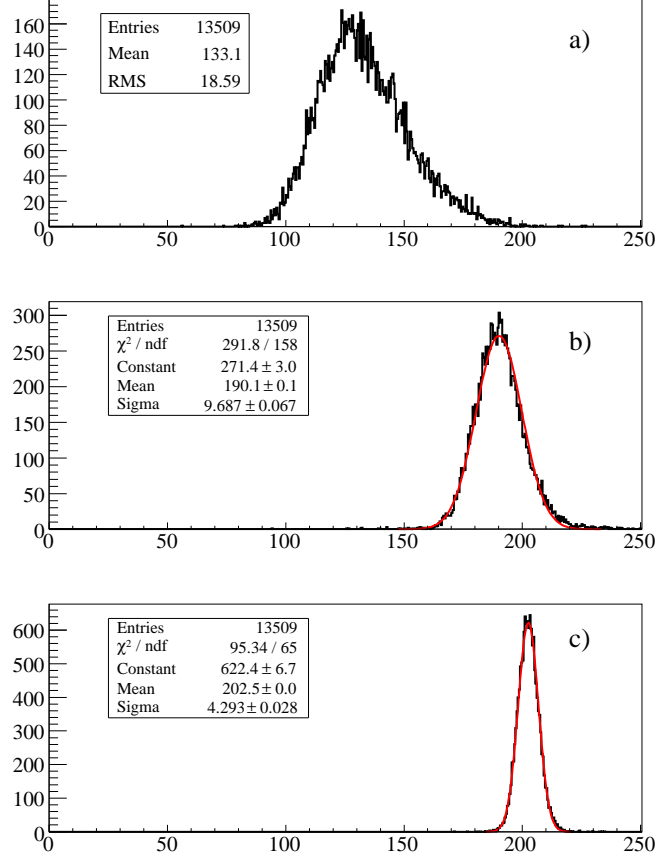 160
140
120
100
80
60
40
20
0
Entries 13509
Mean 133.1
RMS 18.59
a)
0 50 100 150 200 250
300
250
200
150
100
50
0
Entries 13509
χ² / ndf 291.8 / 158
Constant 271.4 ± 3.0
Mean 190.1 ± 0.1
Sigma 9.687 ± 0.067
b)
0 50 100 150 200 250
600
500
400
300
200
100
0
Entries 13509
χ² / ndf 95.34 / 65
Constant 622.4 ± 6.7
Mean 202.5 ± 0.0
Sigma 4.293 ± 0.028
c)
0 50 100 150 200 250